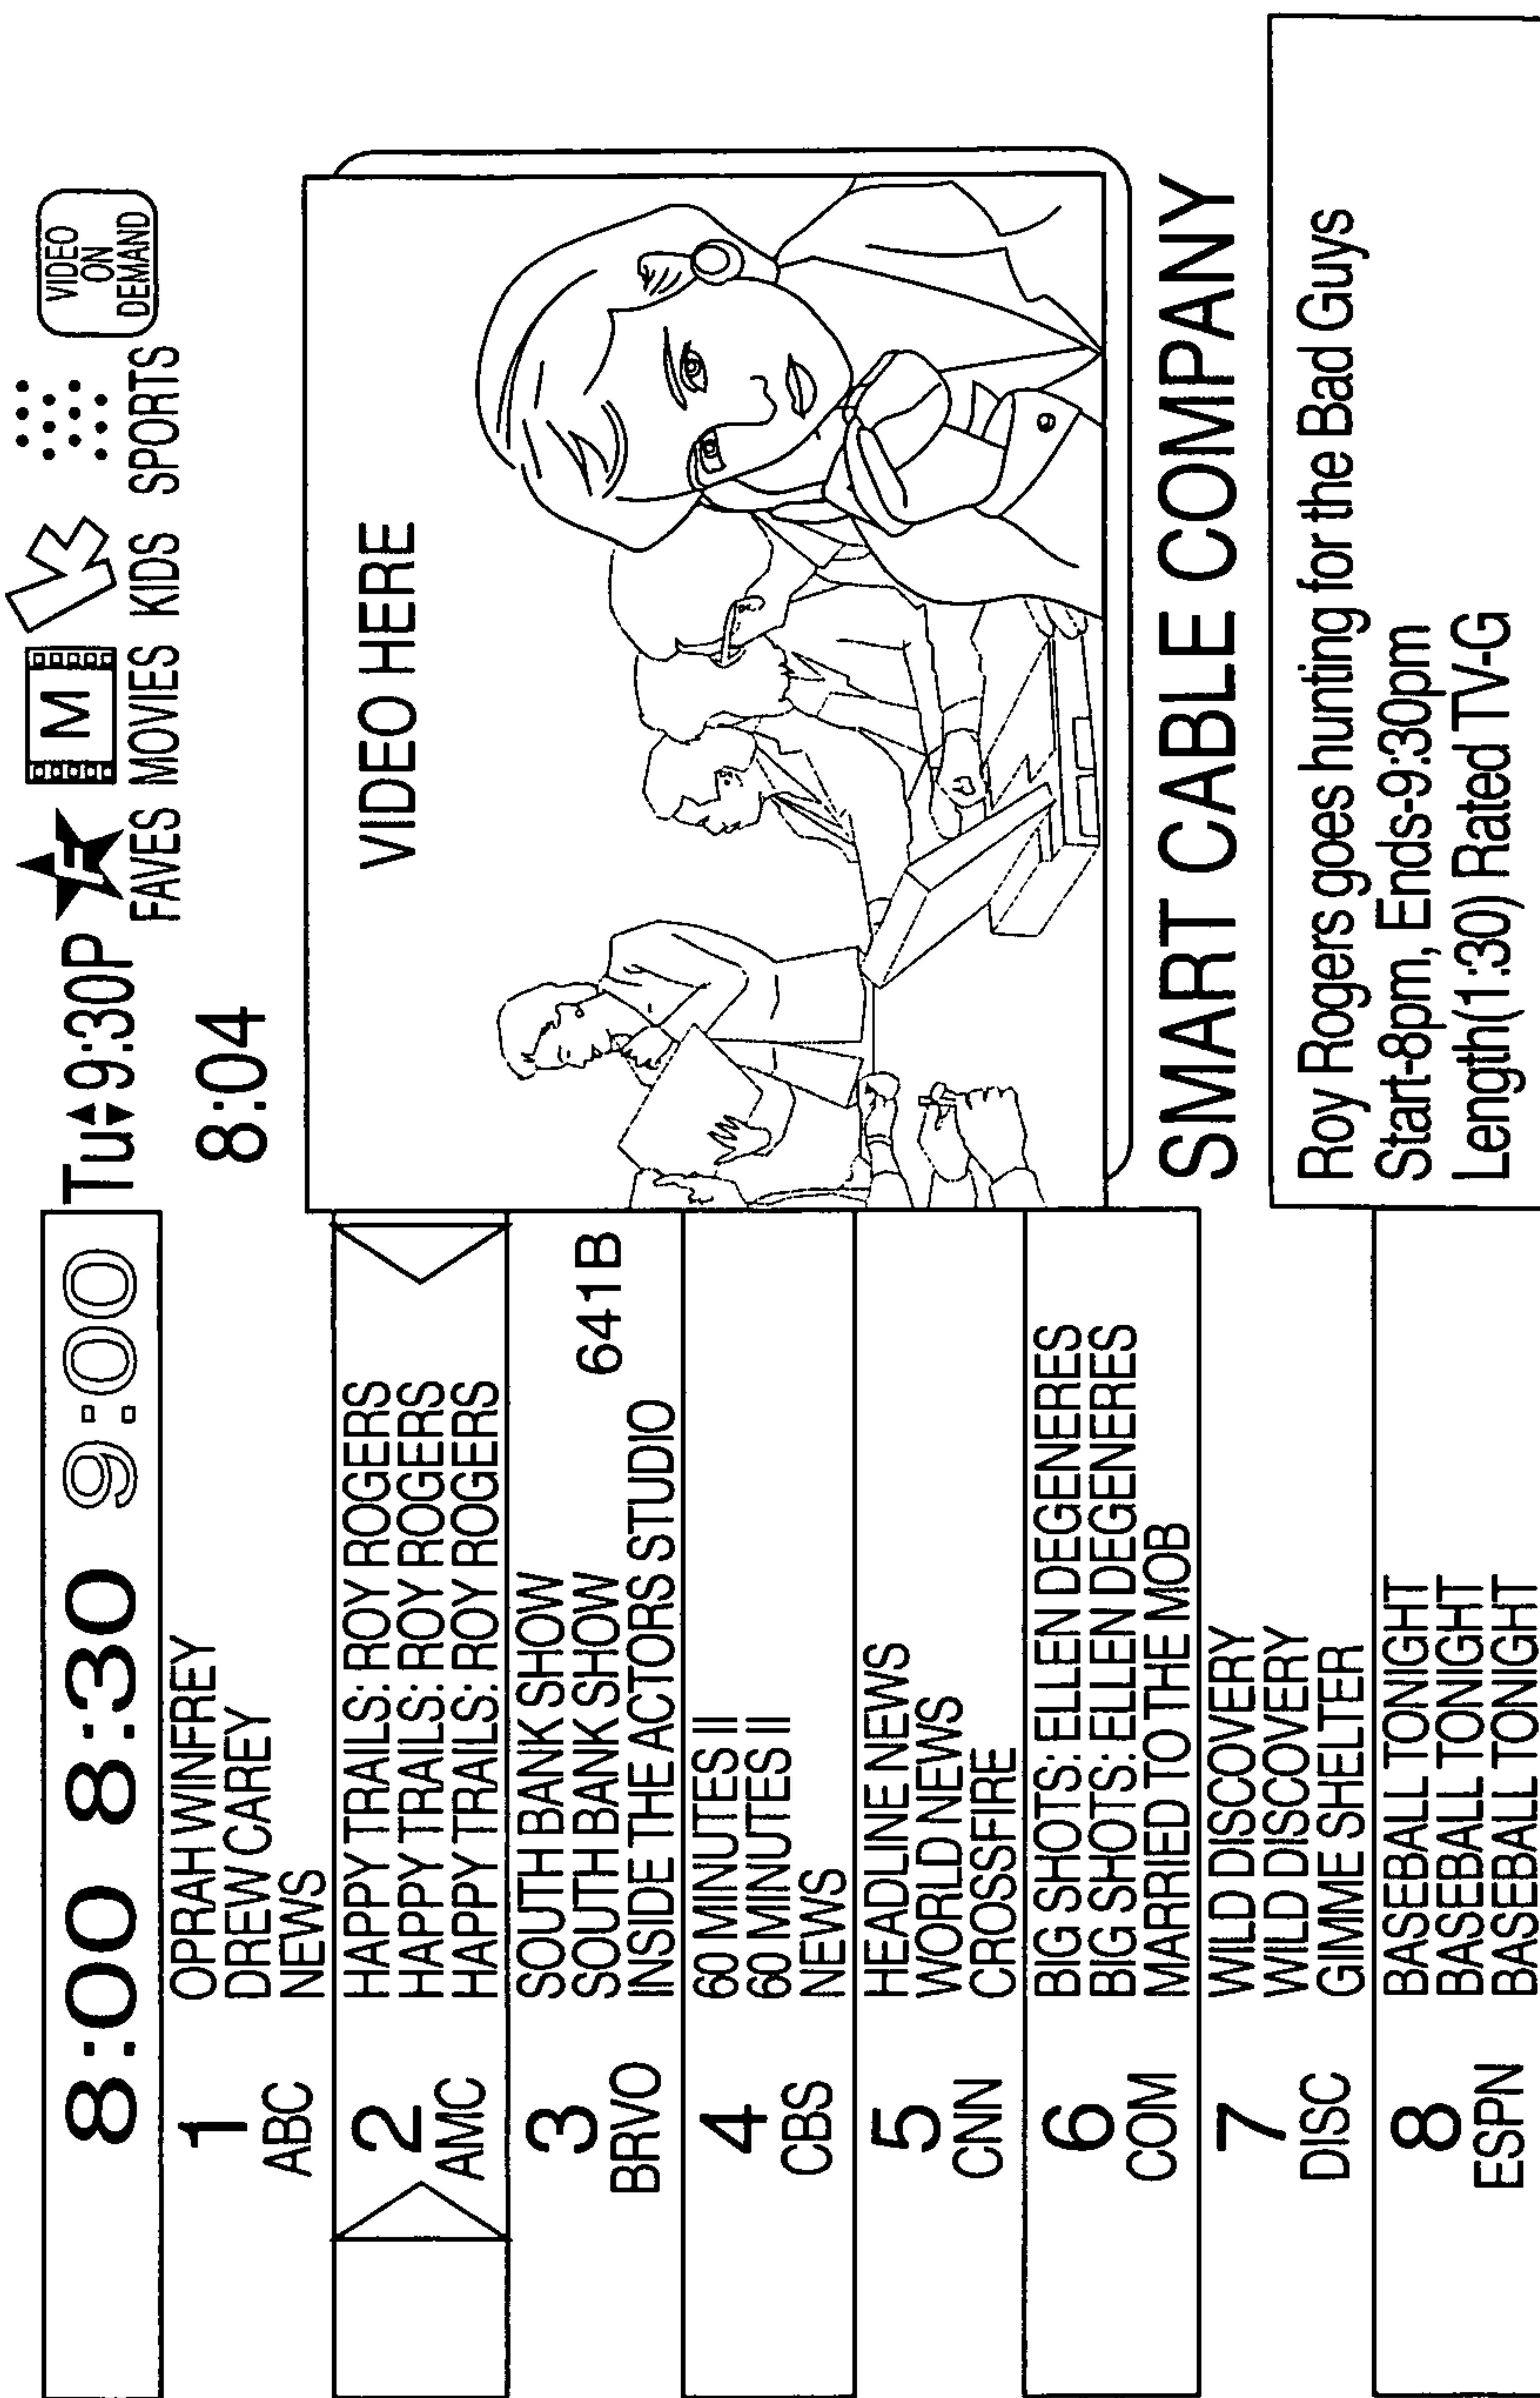 8:00 8:30 9:00 Tu 9:30P
F
M
VIDEO
ON
DEMAND
FAVES MOVIES KIDS SPORTS
8:04
1
ABC
OPRAH WINFREY
DREW CAREY
NEWS
2
AMC
HAPPY TRAILS: ROY ROGERS
HAPPY TRAILS: ROY ROGERS
HAPPY TRAILS: ROY ROGERS
3
BRVO
SOUTH BANK SHOW
SOUTH BANK SHOW
INSIDE THE ACTORS STUDIO
641B
4
CBS
60 MINUTES II
60 MINUTES II
NEWS
5
CNN
HEADLINE NEWS
WORLD NEWS
CROSSFIRE
6
COM
BIG SHOTS: ELLEN DEGENERES
BIG SHOTS: ELLEN DEGENERES
MARRIED TO THE MOB
7
DISC
WILD DISCOVERY
WILD DISCOVERY
GIMME SHELTER
8
ESPN
BASEBALL TONIGHT
BASEBALL TONIGHT
BASEBALL TONIGHT
VIDEO HERE
SMART CABLE COMPANY
Roy Rogers goes hunting for the Bad Guys
Start-8pm, Ends-9:30pm
Length(1:30) Rated TV-G